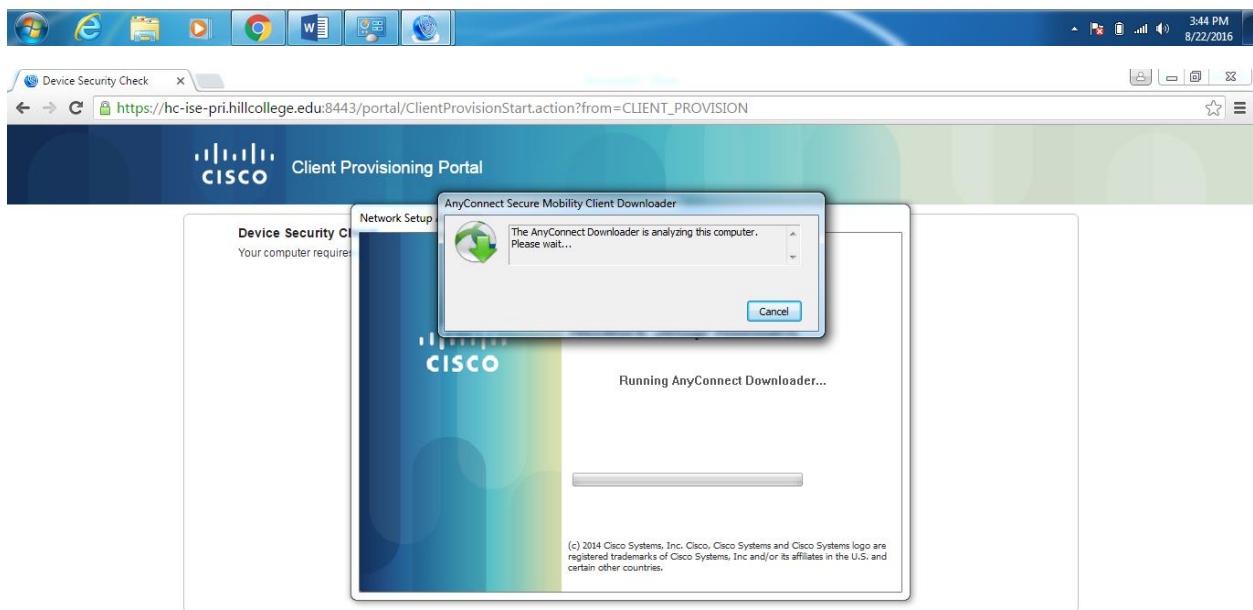 3:44 PM
8/22/2016
Device Security Check
https://hc-ise-pri.hillcollege.edu:8443/portal/ClientProvisionStart.action?from=CLIENT_PROVISION
CISCO Client Provisioning Portal
AnyConnect Secure Mobility Client Downloader
The AnyConnect Downloader is analyzing this computer.
Please wait...
Cancel
Network Setup
Device Security
Your computer
CISCO
Running AnyConnect Downloader...
(c) 2014 Cisco Systems, Inc. Cisco, Cisco Systems and Cisco Systems logo are
registered trademarks of Cisco Systems, Inc and/or its affiliates in the U.S. and
certain other countries.